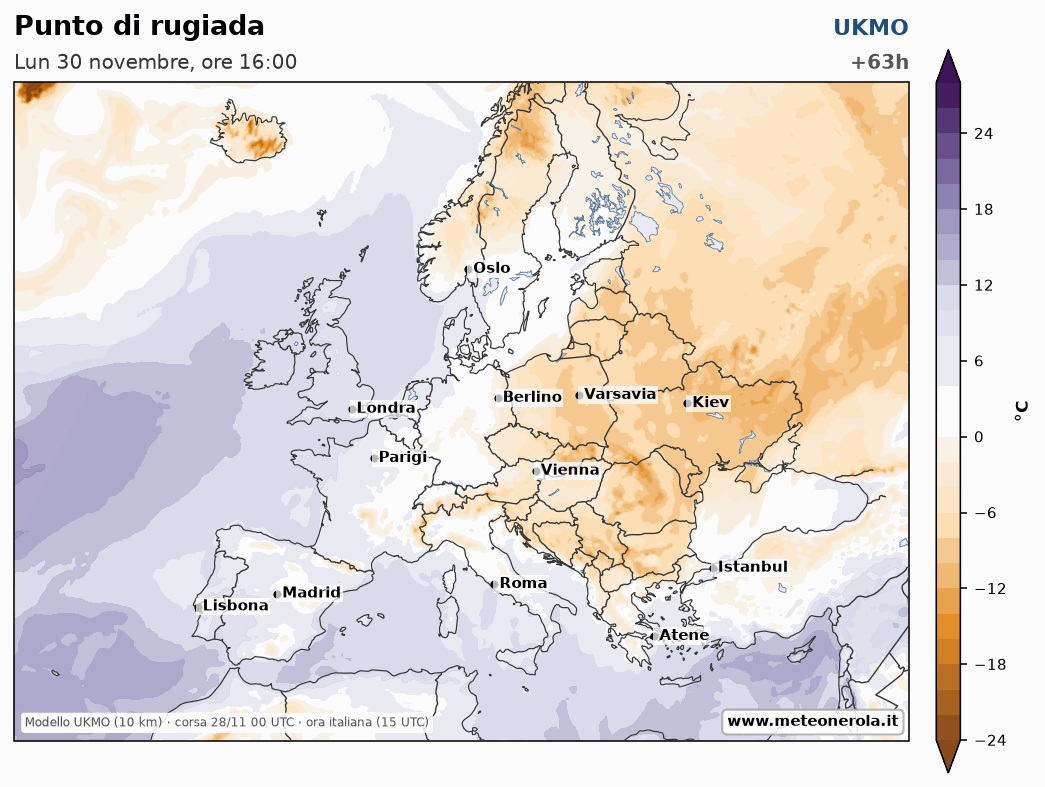 Punto di rugiada
UKMO
Lun 30 novembre, ore 16:00
+63h
24
18
12
6
0
−6
−12
−18
−24
°C
Oslo
Berlino
Varsavia
Kiev
Londra
Parigi
Vienna
Istanbul
Roma
Madrid
Lisbona
Atene
Modello UKMO (10 km) · corsa 28/11 00 UTC · ora italiana (15 UTC)
www.meteonerola.it